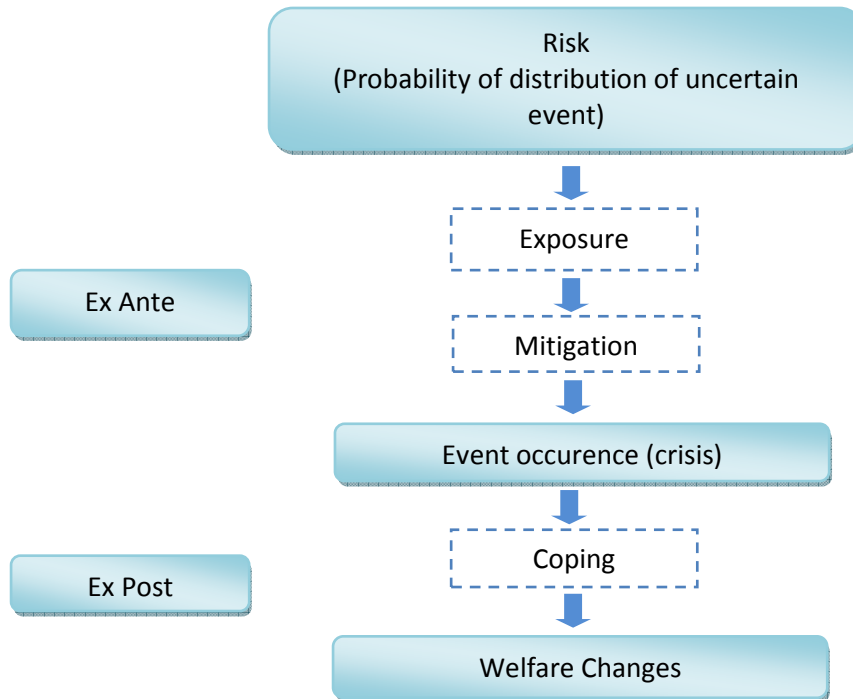 Risk
(Probability of distribution of uncertain
event)
Exposure
Ex Ante
Mitigation
Event occurence (crisis)
Coping
Ex Post
Welfare Changes